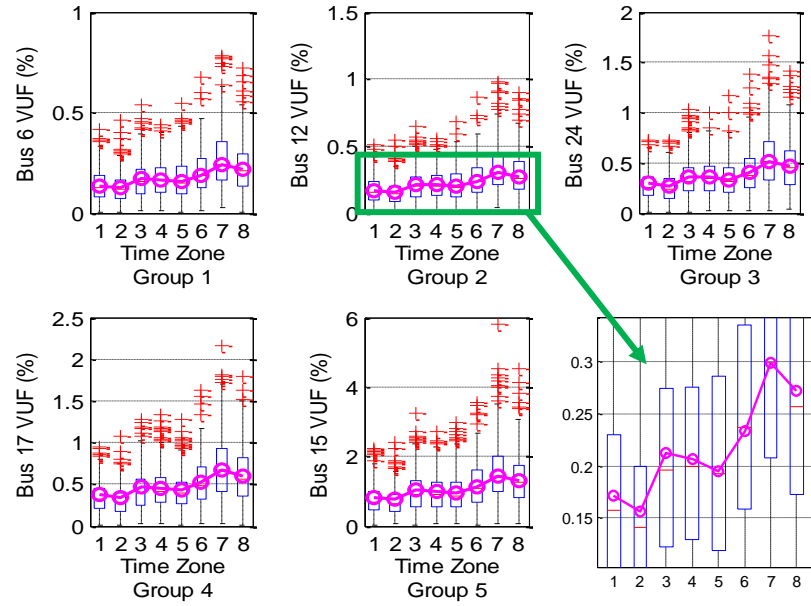 Bus 6 VUF (%)
1
0.5
0
1 2 3 4 5 6 7 8
Time Zone
Group 1
Bus 12 VUF (%)
1.5
1
0.5
0
1 2 3 4 5 6 7 8
Time Zone
Group 2
Bus 24 VUF (%)
2
1.5
1
0.5
0
1 2 3 4 5 6 7 8
Time Zone
Group 3
Bus 17 VUF (%)
2.5
2
1.5
1
0.5
0
1 2 3 4 5 6 7 8
Time Zone
Group 4
Bus 15 VUF (%)
6
4
2
0
1 2 3 4 5 6 7 8
Time Zone
Group 5
0.3
0.25
0.2
0.15
1 2 3 4 5 6 7 8